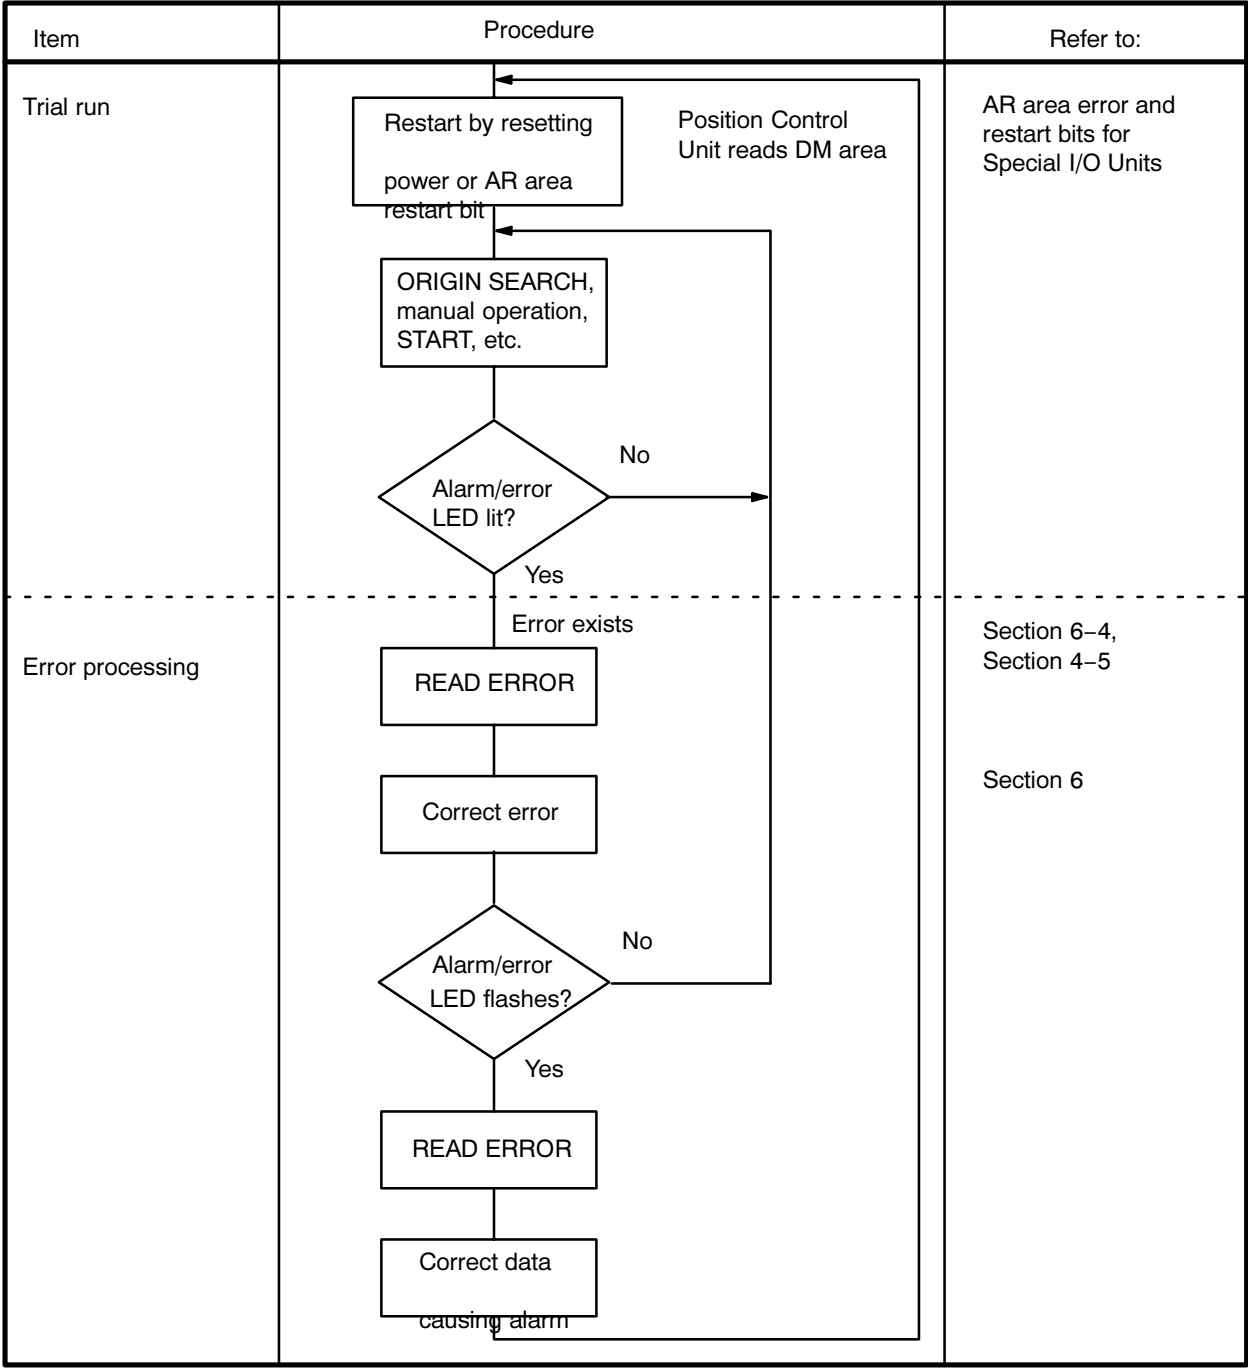 Item
Procedure
Refer to:
Trial run
Restart by resetting
power or AR area
restart bit
Position Control
Unit reads DM area
AR area error and
restart bits for
Special I/O Units
ORIGIN SEARCH,
manual operation,
START, etc.
No
Alarm/error
LED lit?
Yes
Error exists
Section 6–4,
Section 4–5
Error processing
READ ERROR
Section 6
Correct error
No
Alarm/error
LED flashes?
Yes
READ ERROR
Correct data
causing alarm